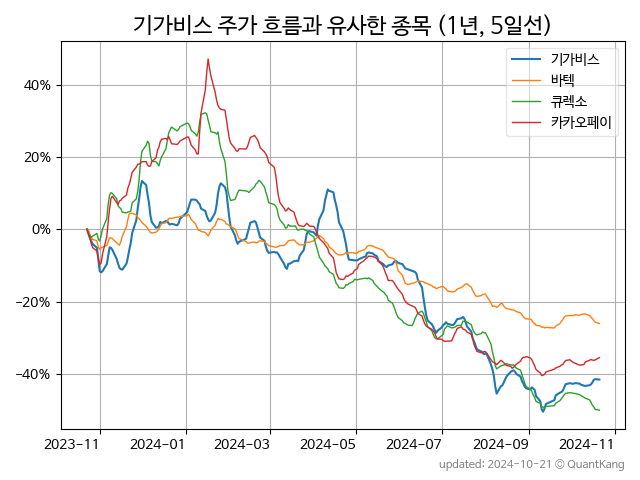 기가비스 주가 흐름과 유사한 종목 (1년, 5일선)
기가비스
바텍
큐렉소
카카오페이
40%
20%
0%
−20%
−40%
2023-11 2024-01 2024-03 2024-05 2024-07 2024-09 2024-11
updated: 2024-10-21 © QuantKang